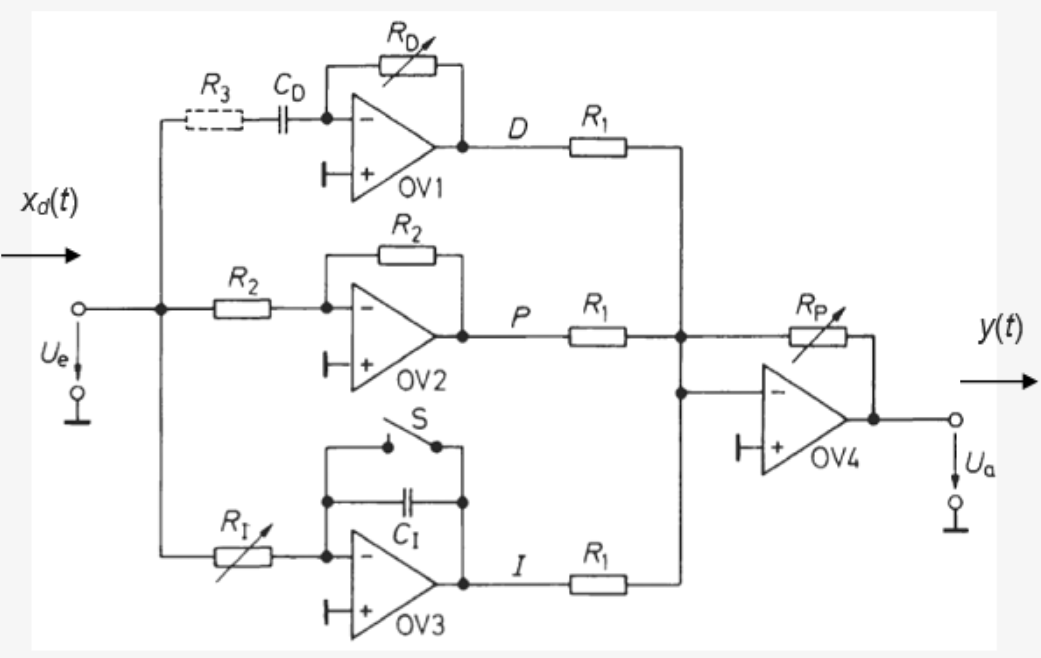 R_D
R_3 C_D
−
+
OV1
D
R_1
x_d(t)
R_2
R_2
−
+
OV2
P
R_1
R_P
y(t)
U_e
−
+
OV4
U_a
S
C_I
R_I
−
+
OV3
I
R_1